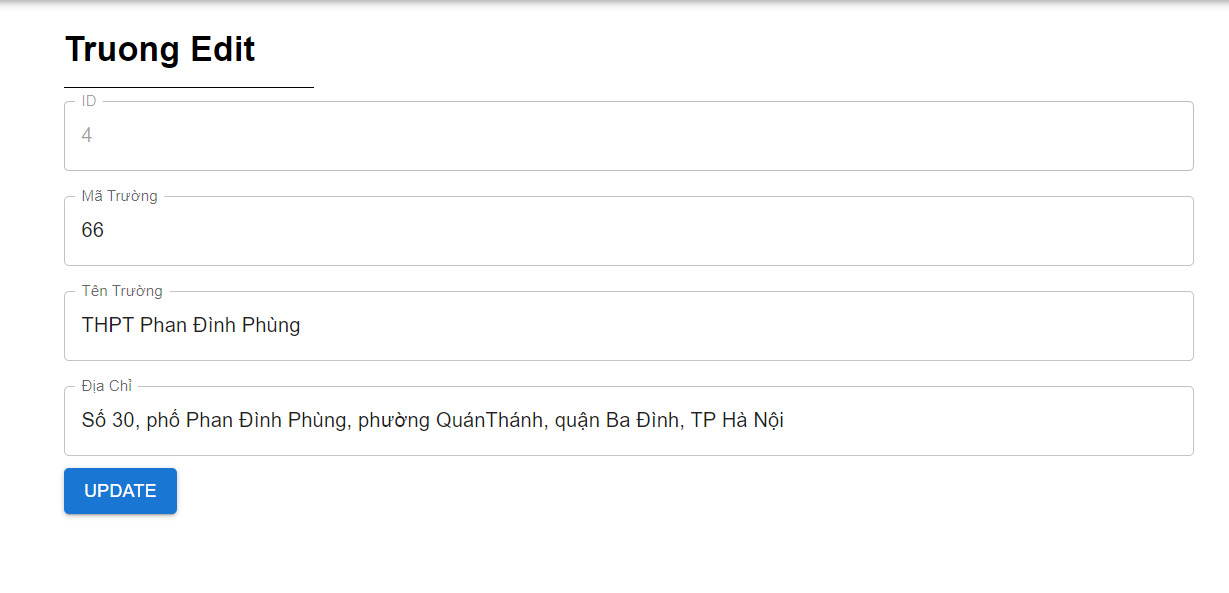 Truong Edit
ID
4
Mã Trường
66
Tên Trường
THPT Phan Đình Phùng
Địa Chỉ
Số 30, phố Phan Đình Phùng, phường QuánThánh, quận Ba Đình, TP Hà Nội
UPDATE